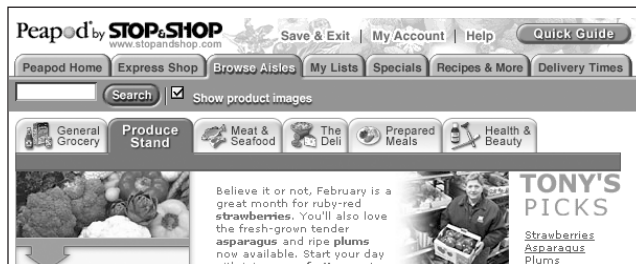 Peapod® by STOP&SHOP
www.stopandshop.com
Save & Exit | My Account | Help Quick Guide
Peapod Home Express Shop Browse Aisles My Lists Specials Recipes & More Delivery Times
Search Show product images
General Grocery
Produce Stand
Meat & Seafood
The Deli
Prepared Meals
Health & Beauty
Believe it or not, February is a
great month for ruby-red
strawberries. You'll also love
the fresh-grown tender
asparagus and ripe plums
now available. Start your day
TONY'S
PICKS
Strawberries
Asparagus
Plums